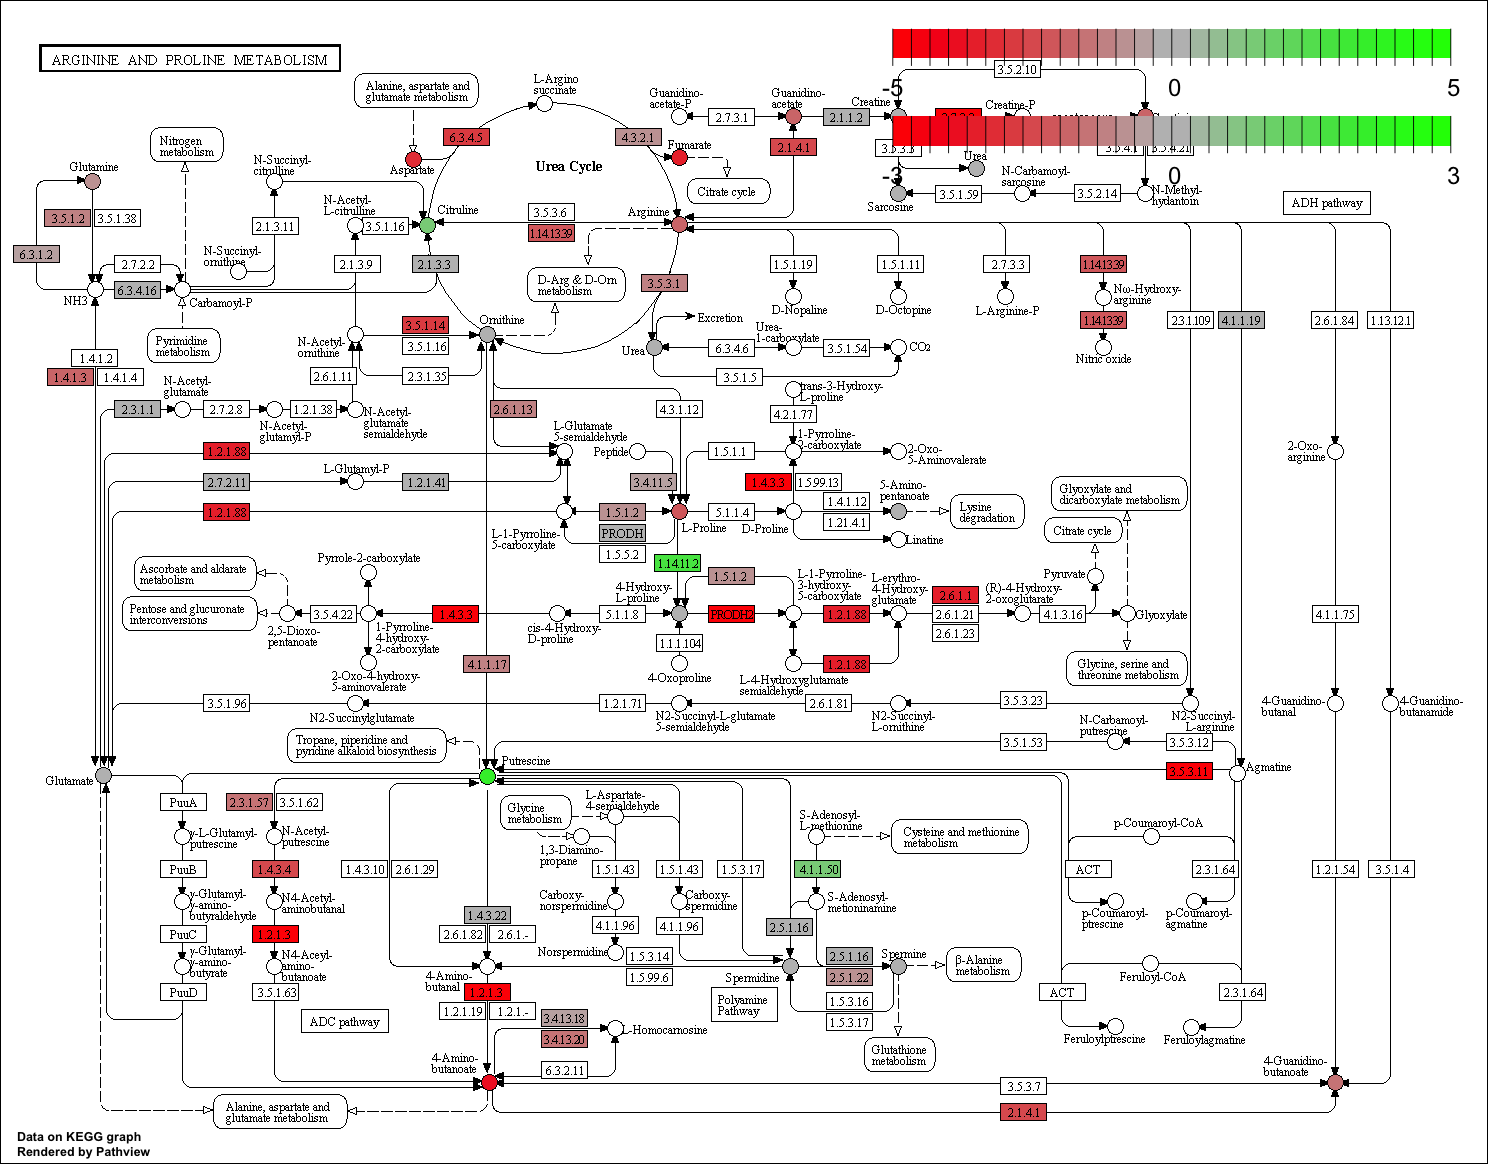 ARGININE AND PROLINE METABOLISM
-5
0
5
-3
0
3
Alanine, aspartate and
glutamate metabolism
L-Argino
succinate
Guanidino-
acetate-P
2.7.3.1
Guanidino-
acetate
2.1.1.2
Creatine
3.5.2.10
Creatine-P
Nitrogen
metabolism
6.3.4.5
4.3.2.1
Fumarate
2.1.4.1
Urea
Aspartate
Urea Cycle
Citrate cycle
Glutamine
N-Succinyl-
citrulline
N-Carbamoyl-
sarcosine
3.5.1.59
3.5.2.14
N-Methyl-
hydantoin
Sarcosine
ADH pathway
3.5.1.2
3.5.1.38
N-Acetyl-
L-citrulline
Citruline
3.5.1.16
3.5.3.6
1.14.13.39
Arginine
2.1.3.11
6.3.1.2
N-Succinyl-
ornithine
2.7.2.2
2.1.3.9
2.1.3.3
D-Arg & D-Orn
metabolism
3.5.3.1
1.5.1.19
1.5.1.11
2.7.3.3
1.14.13.39
NH3
6.3.4.16
Carbamoyl-P
D-Nopaline
D-Octopine
L-Arginine-P
Nω-Hydroxy-
arginine
Pyrimidine
metabolism
3.5.1.14
3.5.1.16
Ornithine
Excretion
1.14.13.39
2.3.1.109
4.1.1.19
2.6.1.84
1.13.12.1
N-Acetyl-
ornithine
Urea
Urea-
1-carboxylate
6.3.4.6
3.5.1.54
CO2
Nitric oxide
1.4.1.2
1.4.1.3
1.4.1.4
2.6.1.11
2.3.1.35
3.5.1.5
N-Acetyl-
glutamate
trans-3-Hydroxy-
L-proline
2.3.1.1
2.7.2.8
1.2.1.38
N-Acetyl-
glutamyl-P
N-Acetyl-
glutamate
semialdehyde
2.6.1.13
4.3.1.12
4.2.1.77
L-Glutamate
5-semialdehyde
1-Pyrroline-
2-carboxylate
1.2.1.88
Peptide
1.5.1.1
2-Oxo-
5-Aminovalerate
2-Oxo-
arginine
L-Glutamyl-P
2.7.2.11
1.2.1.41
3.4.11.5
1.4.3.3
1.5.99.13
5-Amino-
pentanoate
Glyoxylate and
dicarboxylate metabolism
1.2.1.88
1.5.1.2
L-Proline
5.1.1.4
D-Proline
1.4.1.12
1.21.4.1
Lysine
degradation
L-1-Pyrroline-
5-carboxylate
PRODH
1.5.5.2
Linatine
Citrate cycle
Ascorbate and aldarate
metabolism
Pyrrole-2-carboxylate
1.14.11.2
Pentose and glucuronate
interconversions
4-Hydroxy-
L-proline
1.5.1.2
L-1-Pyrroline-
3-hydroxy-
5-carboxylate
L-erythro-
4-Hydroxy-
glutamate
2.6.1.1
2.6.1.21
2.6.1.23
(R)-4-Hydroxy-
2-oxoglutarate
Pyruvate
2,5-Dioxo-
pentanoate
3.5.4.22
1-Pyrroline-
4-hydroxy-
2-carboxylate
1.4.3.3
cis-4-Hydroxy-
D-proline
5.1.1.8
PRODH2
1.2.1.88
4.1.3.16
Glyoxylate
4.1.1.75
1.1.1.104
4.1.1.17
1.2.1.88
Glycine, serine and
threonine metabolism
2-Oxo-4-hydroxy-
5-aminovalerate
4-Oxoproline
L-4-Hydroxyglutamate
semialdehyde
3.5.1.96
N2-Succinylglutamate
1.2.1.71
N2-Succinyl-L-glutamate
5-semialdehyde
2.6.1.81
N2-Succinyl-
L-ornithine
3.5.3.23
N2-Succinyl-
L-arginine
4-Guanidino-
butanal
4-Guanidino-
butanamide
Tropane, piperidine and
pyridine alkaloid biosynthesis
N-Carbamoyl-
putrescine
3.5.1.53
3.5.3.12
Glutamate
Putrescine
3.5.3.11
Agmatine
PuuA
2.3.1.57
3.5.1.62
Glycine
metabolism
L-Aspartate-
4-semialdehyde
S-Adenosyl-
L-methionine
Cysteine and methionine
metabolism
p-Coumaroyl-CoA
γ-L-Glutamyl-
putrescine
N-Acetyl-
putrescine
1,3-Diamino-
propane
PuuB
1.4.3.4
1.4.3.10
2.6.1.29
1.5.1.43
1.5.1.43
1.5.3.17
4.1.1.50
ACT
2.3.1.64
1.2.1.54
3.5.1.4
γ-Glutamyl-
γ-amino-
butyraldehyde
N4-Acetyl-
aminobutanal
Carboxy-
norspermidine
Carboxy-
spermidine
S-Adenosyl-
metioninamine
p-Coumaroyl-
ptrescine
p-Coumaroyl-
agmatine
PuuC
1.2.1.3
1.4.3.22
2.6.1.82
2.6.1.-
4.1.1.96
4.1.1.96
2.5.1.16
γ-Glutamyl-
γ-amino-
butyrate
N4-Aceyl-
amino-
butanoate
Norspermidine
1.5.3.14
1.5.99.6
Spermidine
2.5.1.16
2.5.1.22
Spermine
β-Alanine
metabolism
Feruloyl-CoA
PuuD
3.5.1.63
4-Amino-
butanal
1.2.1.3
1.2.1.19
1.2.1.-
Polyamine
Pathway
1.5.3.16
1.5.3.17
ACT
2.3.1.64
ADC pathway
3.4.13.18
3.4.13.20
L-Homocarnosine
Feruloylptrescine
Feruloylagmatine
Glutathione
metabolism
4-Amino-
butanoate
6.3.2.11
4-Guanidino-
butanoate
3.5.3.7
2.1.4.1
Alanine, aspartate and
glutamate metabolism
Data on KEGG graph
Rendered by Pathview